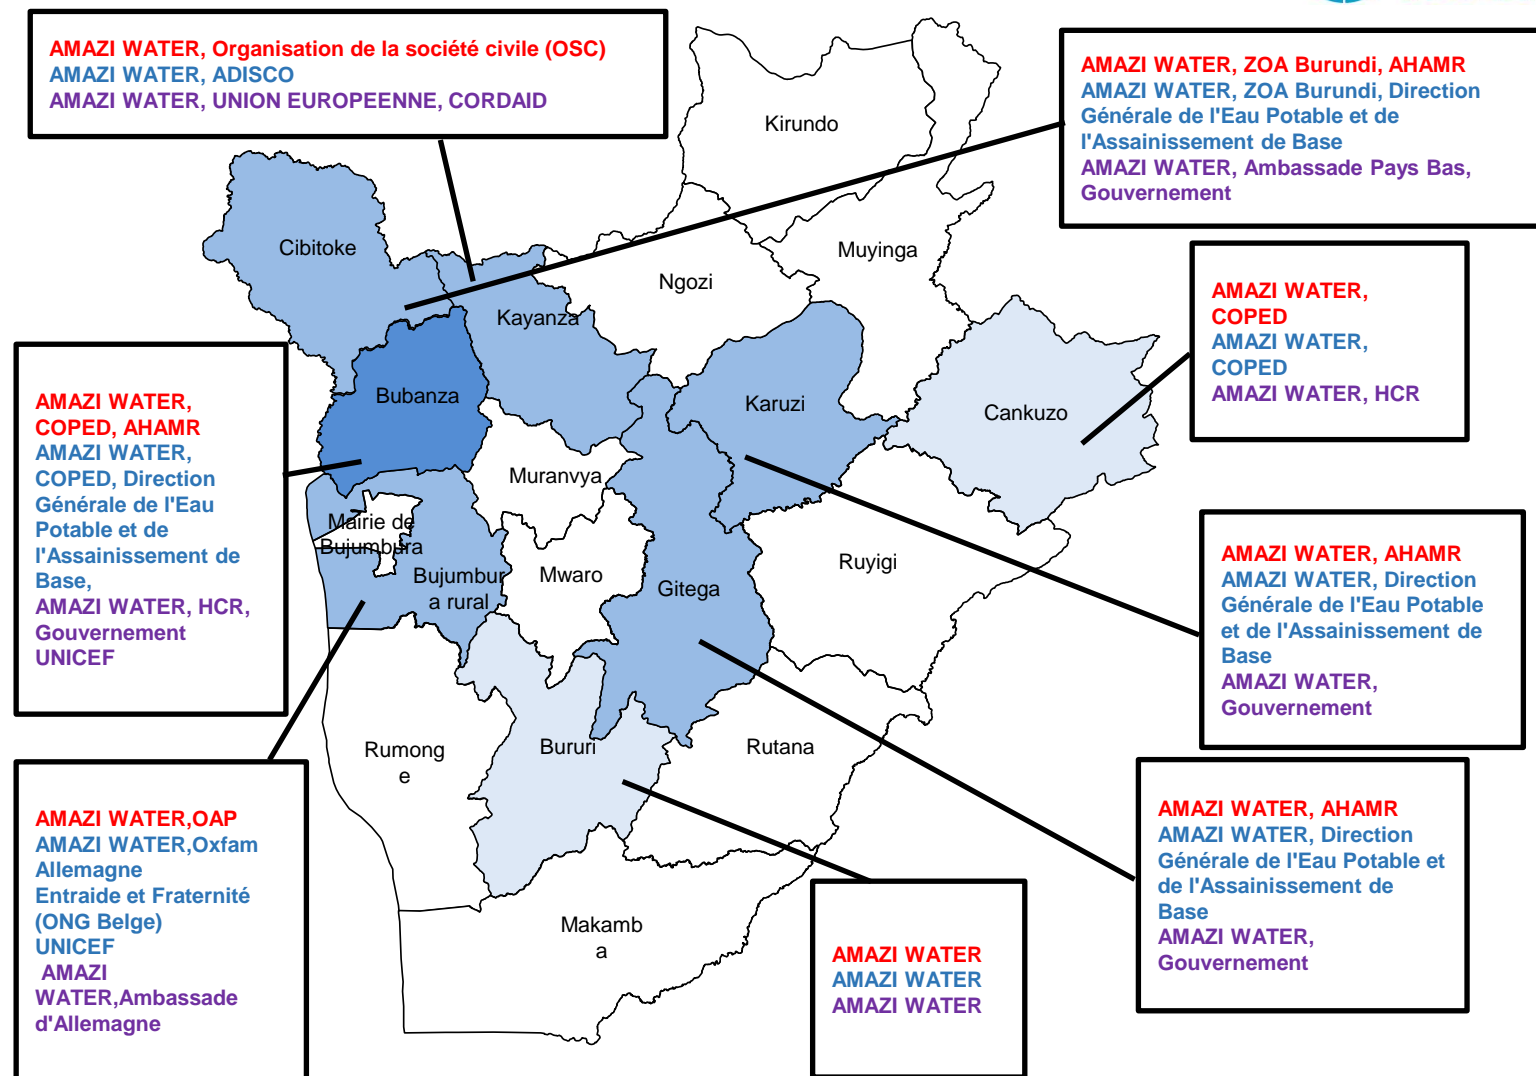 AMAZI WATER, Organisation de la société civile (OSC)
AMAZI WATER, ADISCO
AMAZI WATER, UNION EUROPEENNE, CORDAID
AMAZI WATER, ZOA Burundi, AHAMR
AMAZI WATER, ZOA Burundi, Direction
Générale de l'Eau Potable et de
l'Assainissement de Base
AMAZI WATER, Ambassade Pays Bas,
Gouvernement
Kirundo
Cibitoke
Muyinga
Ngozi
Kayanza
AMAZI WATER,
COPED
AMAZI WATER,
COPED
AMAZI WATER, HCR
Bubanza
Karuzi
Cankuzo
AMAZI WATER,
COPED, AHAMR
AMAZI WATER,
COPED, Direction
Générale de l'Eau
Potable et de
l'Assainissement de
Base,
AMAZI WATER, HCR,
Gouvernement
UNICEF
Muranvya
Mairie de
Bujumbura
Bujumbur
a rural
Mwaro
Gitega
Ruyigi
AMAZI WATER, AHAMR
AMAZI WATER, Direction
Générale de l'Eau Potable
et de l'Assainissement de
Base
AMAZI WATER,
Gouvernement
Rumong
e
Bururi
Rutana
AMAZI WATER,OAP
AMAZI WATER,Oxfam
Allemagne
Entraide et Fraternité
(ONG Belge)
UNICEF
AMAZI
WATER,Ambassade
d'Allemagne
Makamb
a
AMAZI WATER
AMAZI WATER
AMAZI WATER
AMAZI WATER, AHAMR
AMAZI WATER, Direction
Générale de l'Eau Potable et
de l'Assainissement de
Base
AMAZI WATER,
Gouvernement